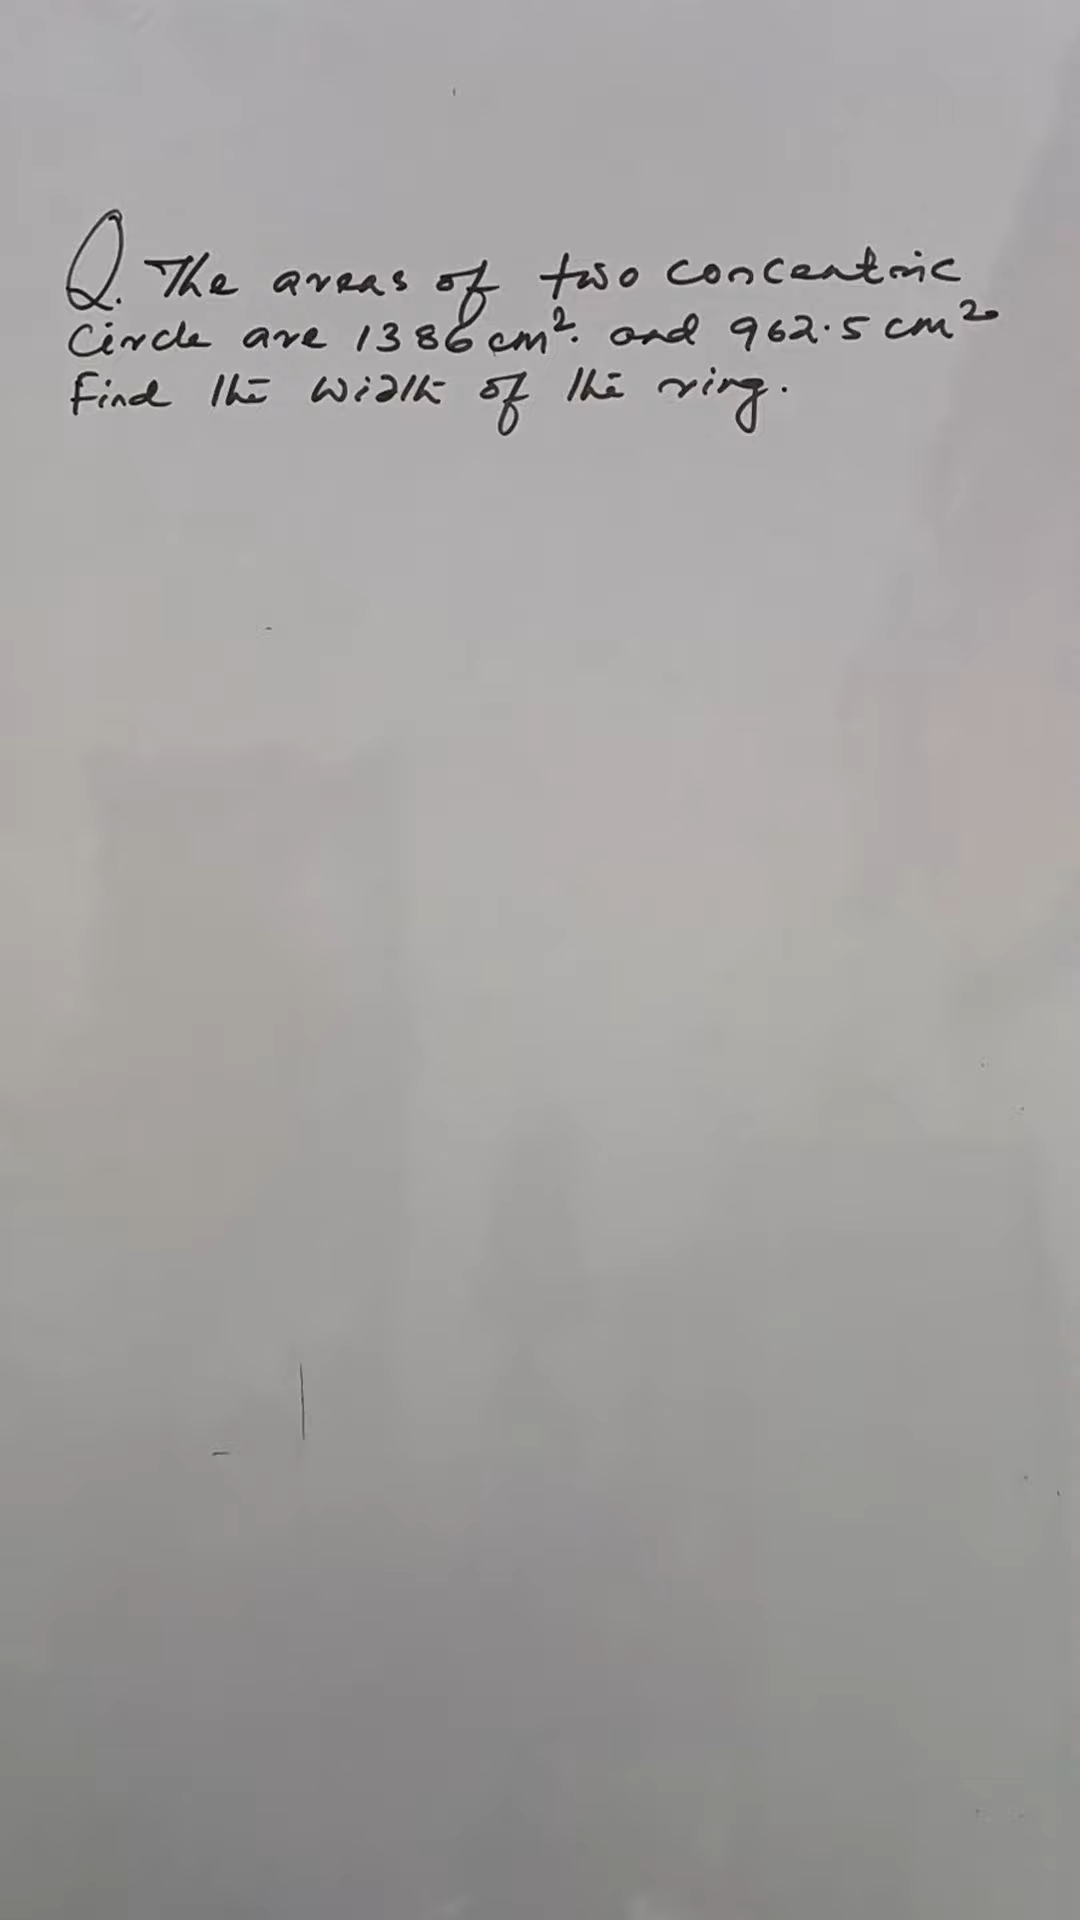 Q. The areas of two concentric
Circle are 1386 cm². and 962.5 cm²
Find the width of the ring.